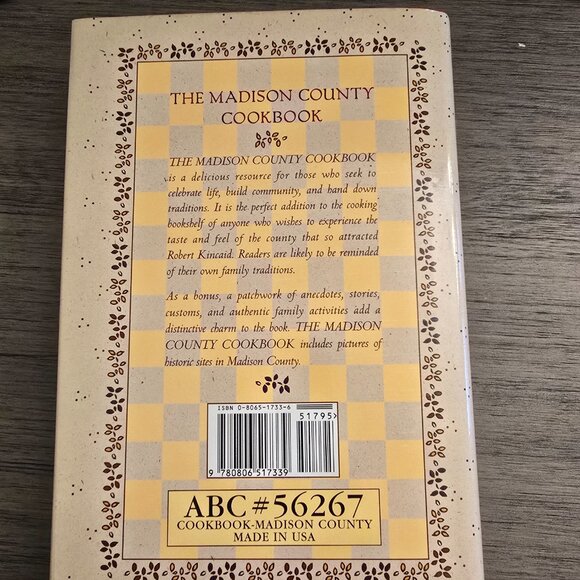 THE MADISON COUNTY
COOKBOOK
THE MADISON COUNTY COOKBOOK
is a delicious resource for those who seek to
celebrate life, build community, and hand down
traditions. It is the perfect addition to the cooking
bookshelf of anyone who wishes to experience the
taste and feel of the county that so attracted
Robert Kincaid. Readers are likely to be reminded
of their own family traditions.
As a bonus, a patchwork of anecdotes, stories,
customs, and authentic family activities add a
distinctive charm to the book. THE MADISON
COUNTY COOKBOOK includes pictures of
historic sites in Madison County.
ISBN 0-8065-1733-6
51795>
9 780806 517339
ABC #56267
COOKBOOK-MADISON COUNTY
MADE IN USA